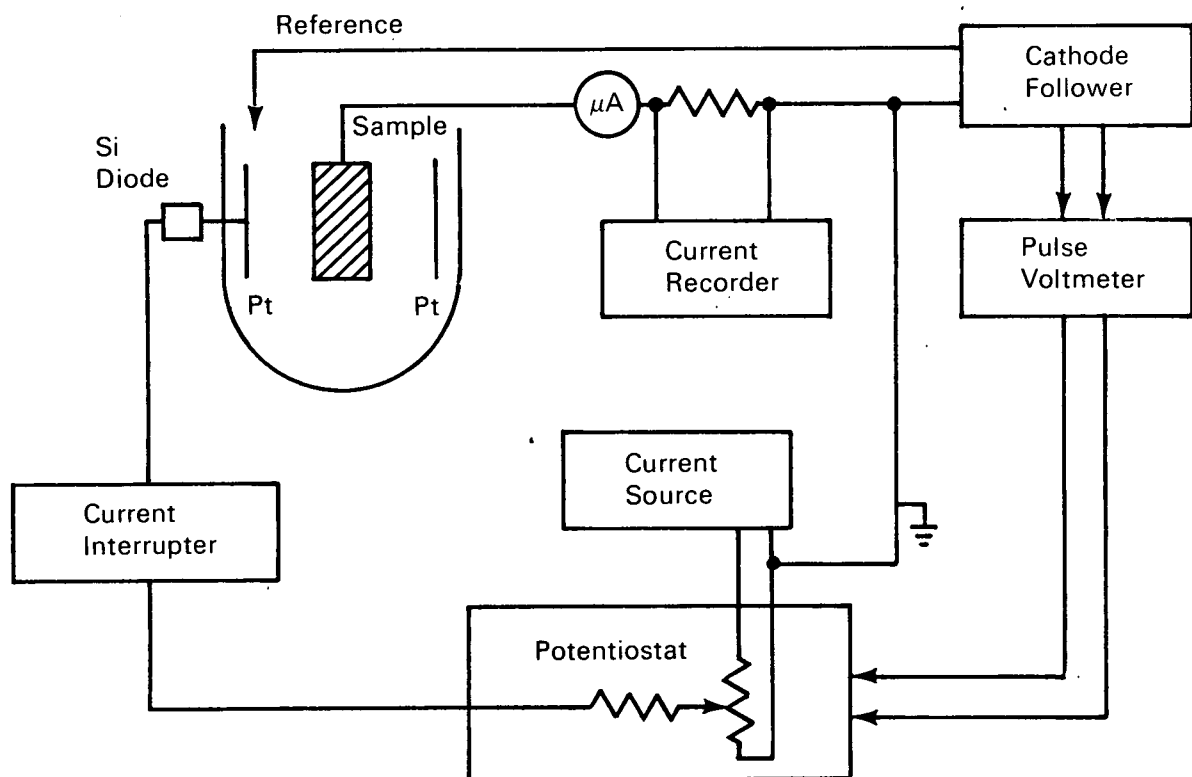 Reference
Cathode
Follower
μA
Sample
Si
Diode
Current
Recorder
Pulse
Voltmeter
Pt
Pt
Current
Source
Current
Interrupter
Potentiostat